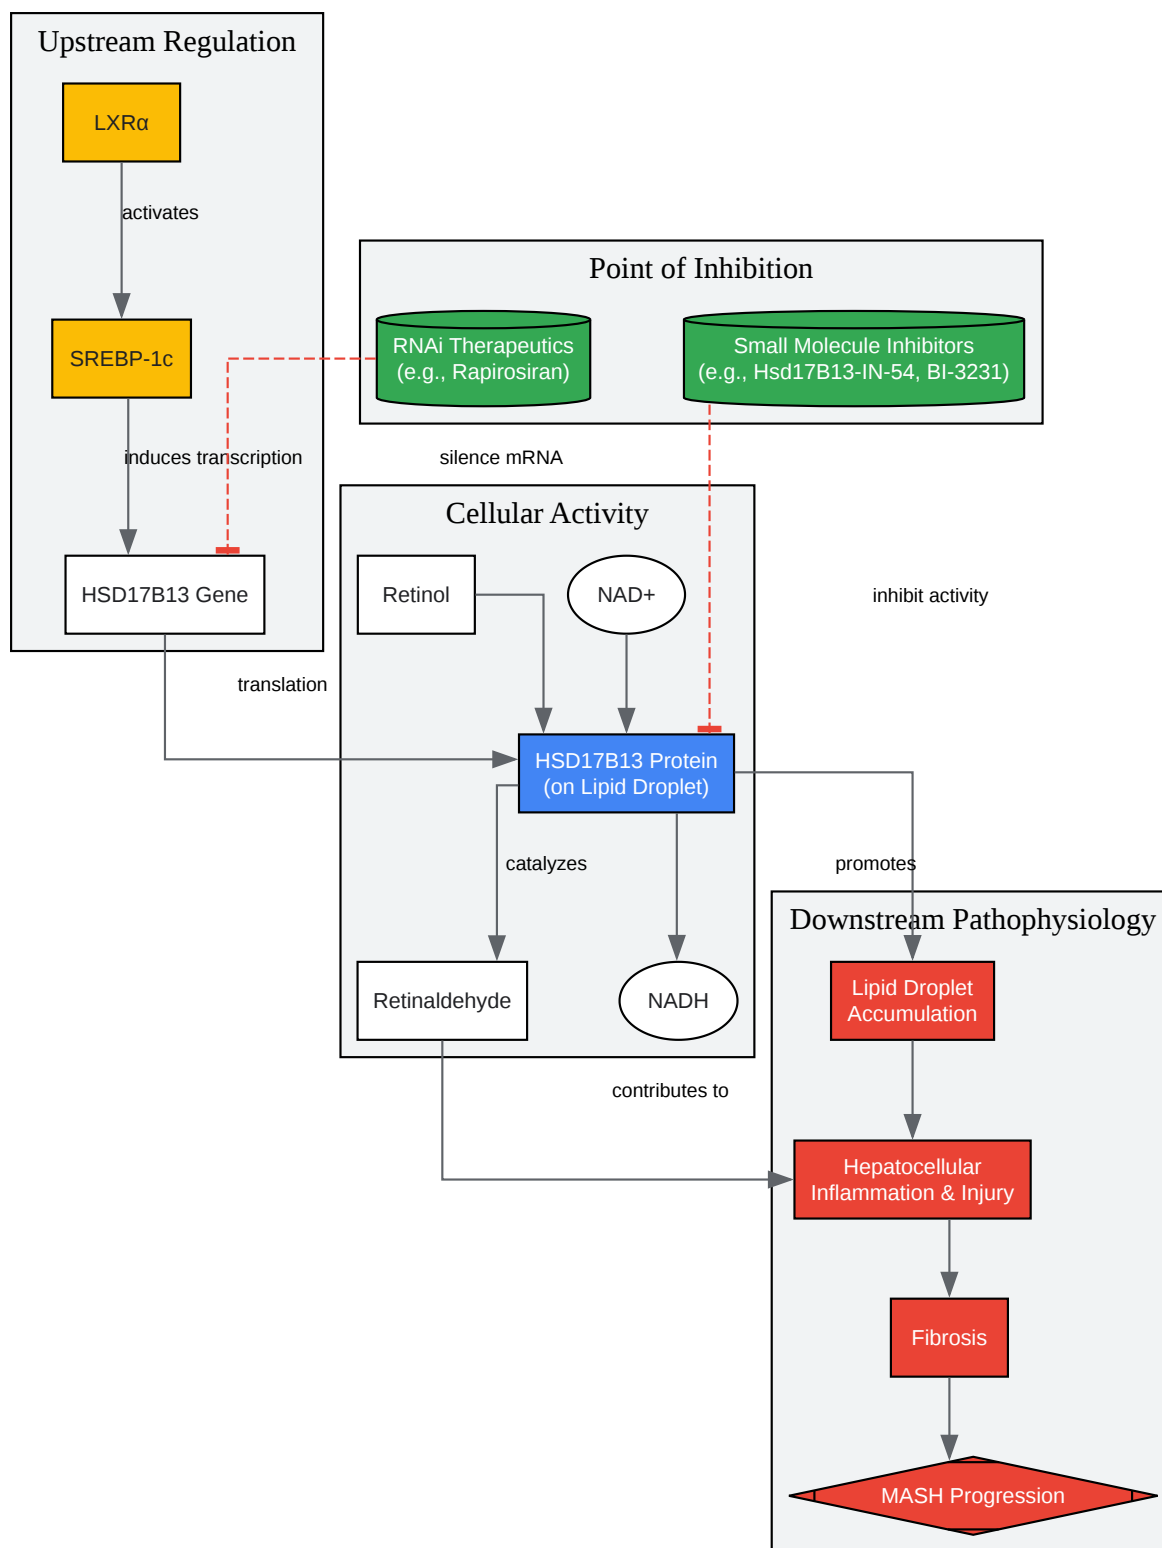 Upstream Regulation
LXRα
activates
SREBP-1c
induces transcription
HSD17B13 Gene
translation
Point of Inhibition
RNAi Therapeutics
(e.g., Rapirosiran)
Small Molecule Inhibitors
(e.g., Hsd17B13-IN-54, BI-3231)
silence mRNA
inhibit activity
Cellular Activity
Retinol
NAD+
HSD17B13 Protein
(on Lipid Droplet)
catalyzes
promotes
Retinaldehyde
NADH
contributes to
Downstream Pathophysiology
Lipid Droplet
Accumulation
Hepatocellular
Inflammation & Injury
Fibrosis
MASH Progression